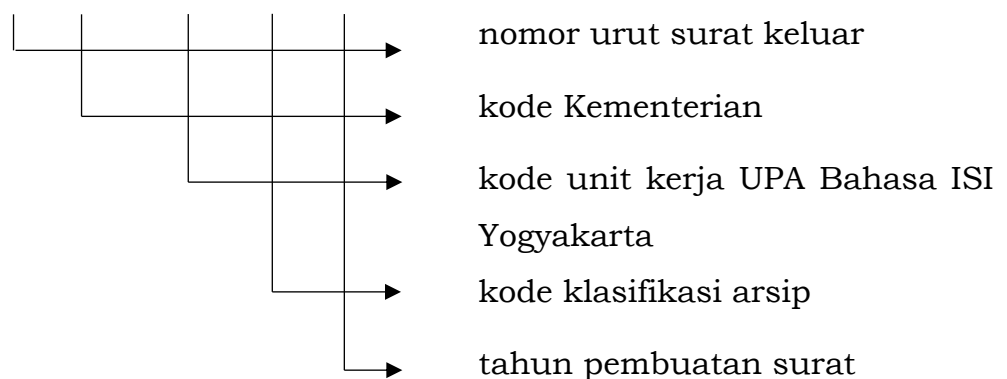 nomor urut surat keluar
kode Kementerian
kode unit kerja UPA Bahasa ISI
Yogyakarta
kode klasifikasi arsip
tahun pembuatan surat